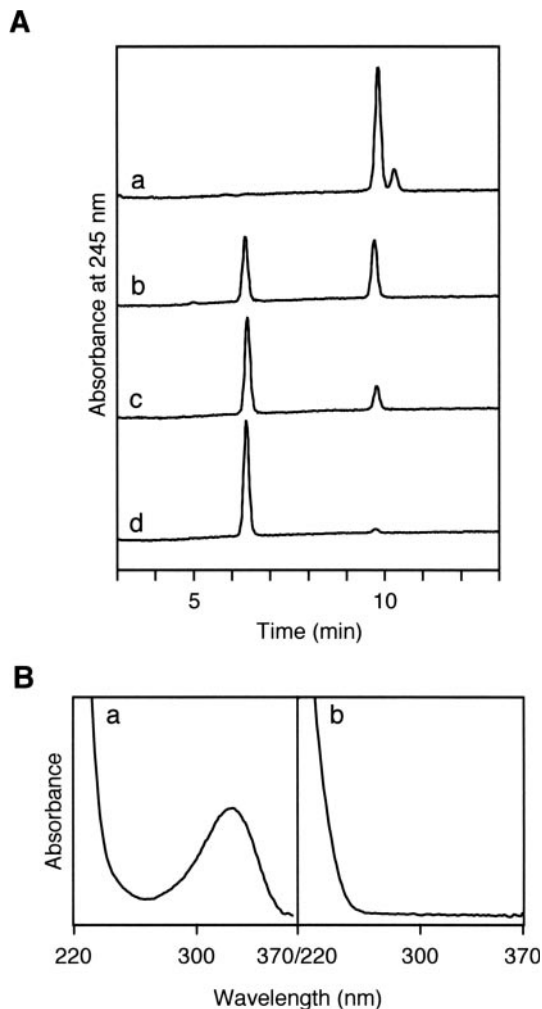 A
Absorbance at 245 nm
a
b
c
d
5 10
Time (min)
B
a b
Absorbance
220 300 370/220 300 370
Wavelength (nm)